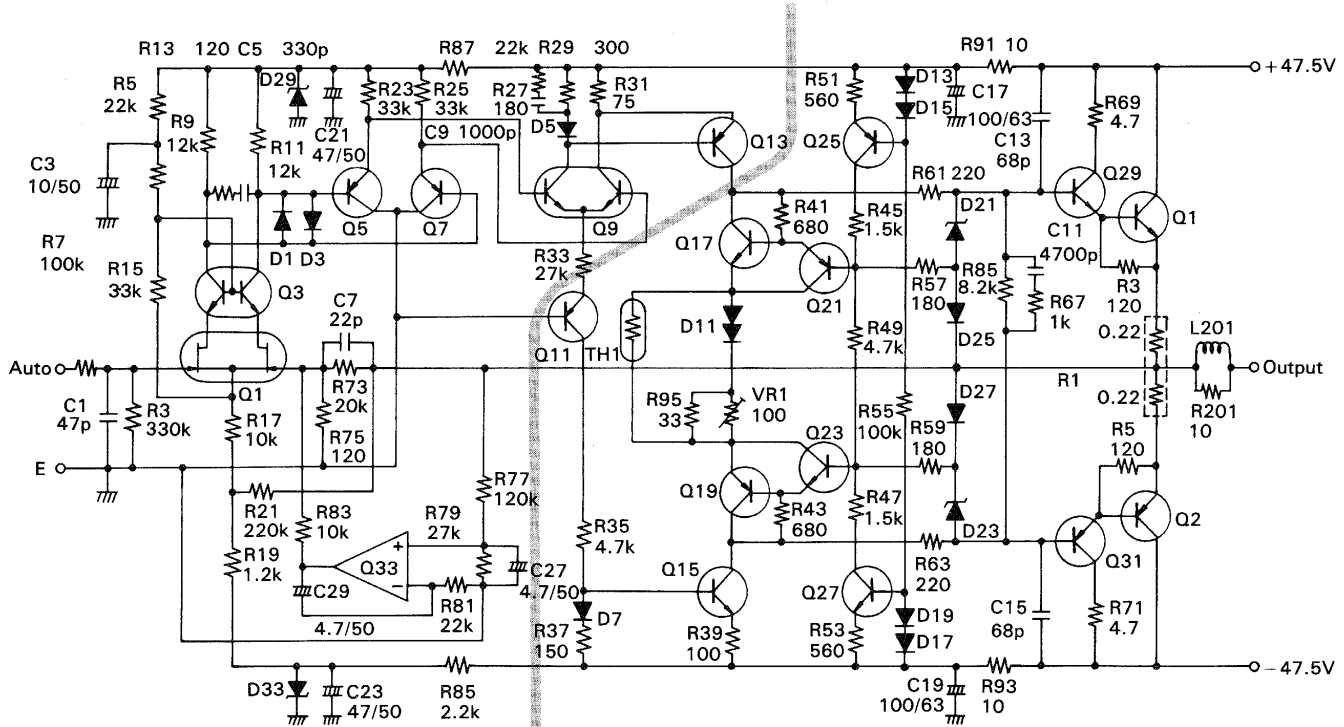 R13 120 C5 330p R87 22k R29 300 R91 10
R5 22k
D29
R23 33k
R25 33k
R27 180
R31 75
R51 560
D13
D15
C17 100/63
+47.5V
R9 12k
R11 12k
C21 47/50
C9 1000p
D5
Q13
Q25
C13 68p
R69 4.7
C3 10/50
R61 220
Q29
Q1
R7 100k
D1 D3
Q5
Q7
Q9
R41 680
R45 1.5k
D21
C11 4700p
R15 33k
Q3
R33 27k
Q17
Q21
R57 180
R85 8.2k
R67 1k
R3 120
C7 22p
Q11
TH1
D11
R49 4.7k
D25
0.22
L201
Auto
Q1
R73 20k
R1
Output
C1 47p
R3 330k
R17 10k
R75 120
R95 33
VR1 100
R55 100k
D27
0.22
R201 10
E
R77 120k
Q23
R59 180
R5 120
R21 220k
R83 10k
R79 27k
Q19
R43 680
R47 1.5k
D23
Q2
R19 1.2k
+
−
Q33
C29 4.7/50
R81 22k
C27 4.7/50
R35 4.7k
Q15
Q27
R63 220
Q31
D7
R37 150
R39 100
R53 560
D19
D17
C15 68p
R71 4.7
D33
C23 47/50
R85 2.2k
C19 100/63
R93 10
−47.5V